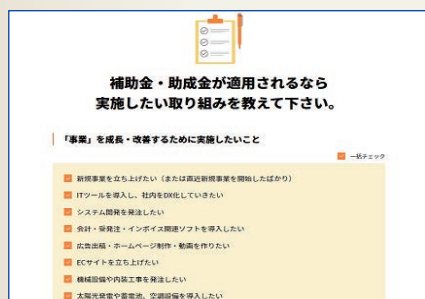 補助金・助成金が適用されるなら
実施したい取り組みを教えて下さい。
「事業」を成長・改善するために実施したいこと
一括チェック
新規事業を立ち上げたい（または直近新規事業を開始したばかり）
ITツールを導入し、社内をDX化していきたい
システム開発を発注したい
会計・受発注・インボイス関連ソフトを導入したい
広告出稿・ホームページ制作・動画を作りたい
ECサイトを立ち上げたい
機械設備や内装工事を発注したい
太陽光発電や蓄電池、空調設備を導入したい